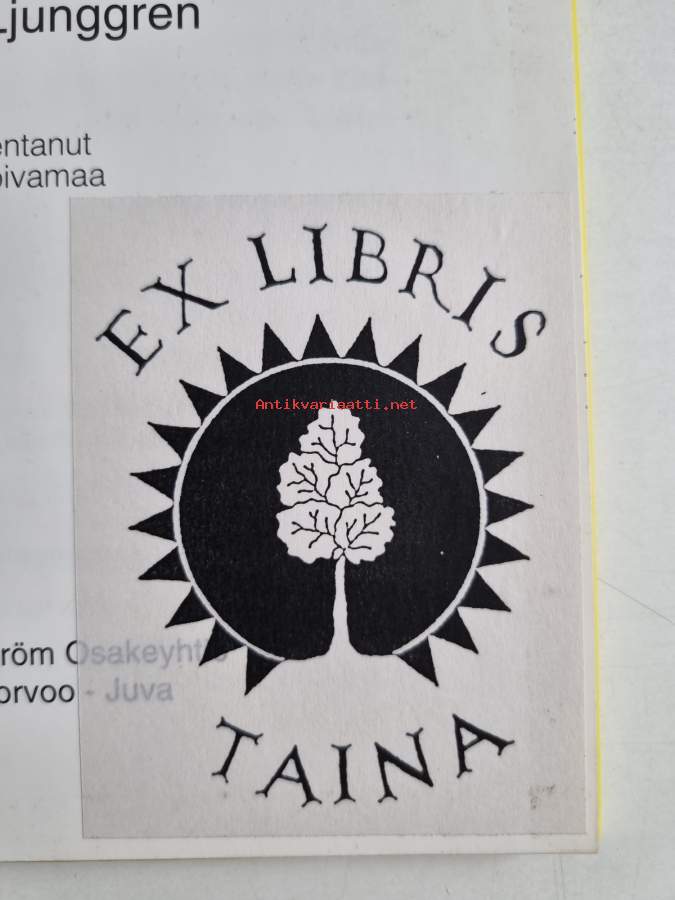 Ljunggren
entanut
oivamaa
EX LIBRIS
Antikvariaatti.net
röm Osakeyhtiö
orvoo - Juva
TAINA